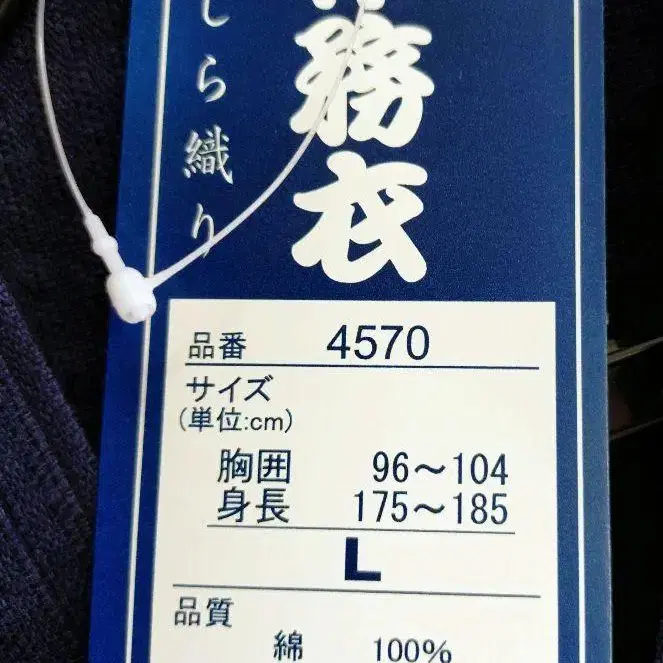 務衣
しら織り
品番 4570
サイズ
(単位:cm)
胸囲 96～104
身長 175～185
L
品質
綿 100%